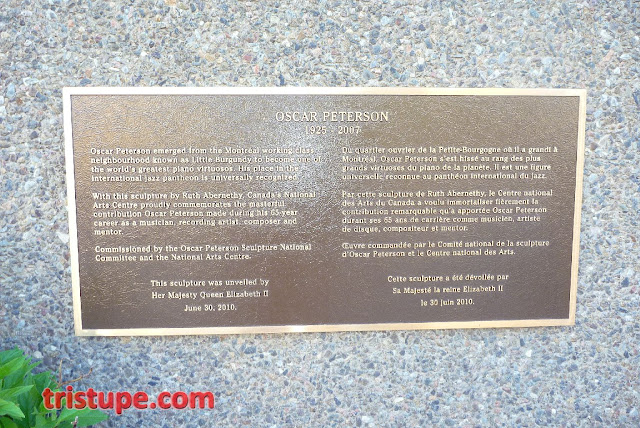 OSCAR PETERSON
1925 - 2007
Oscar Peterson emerged from the Montréal working class
neighbourhood known as Little Burgundy to become one of
the world's greatest piano virtuosos. His place in the
international jazz pantheon is universally recognized.
With this sculpture by Ruth Abernethy, Canada's National
Arts Centre proudly commemorates the masterful
contribution Oscar Peterson made during his 65-year
career as a musician, recording artist, composer and
mentor.
Commissioned by the Oscar Peterson Sculpture National
Committee and the National Arts Centre.
This sculpture was unveiled by
Her Majesty Queen Elizabeth II
June 30, 2010.
Du quartier ouvrier de la Petite-Bourgogne où il a grandi à
Montréal, Oscar Peterson s'est hissé au rang des plus
grands virtuoses du piano de la planète. Il est une figure
universelle reconnue au panthéon international du jazz.
Par cette sculpture de Ruth Abernethy, le Centre national
des Arts du Canada a voulu immortaliser fièrement la
contribution remarquable qu'a apportée Oscar Peterson
durant ses 65 ans de carrière comme musicien, artiste
de disque, compositeur et mentor.
Œuvre commandée par le Comité national de la sculpture
d'Oscar Peterson et le Centre national des Arts.
Cette sculpture a été dévoilée par
Sa Majesté la reine Elizabeth II
le 30 juin 2010.
tristupe.com